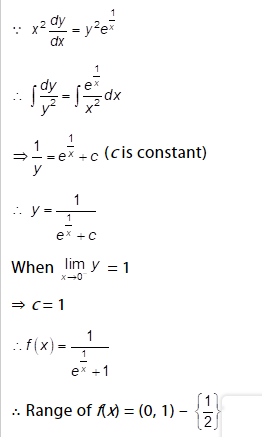 ∵ x² dy/dx = y²e^(1/x)
∴ ∫ dy/y² = ∫ e^(1/x)/x² dx
⇒ 1/y = e^(1/x) + c (c is constant)
∴ y = 1/(e^(1/x) + c)
When lim x→0⁻ y = 1
⇒ c = 1
∴ f(x) = 1/(e^(1/x) + 1)
∴ Range of f(x) = (0, 1) – {1/2}